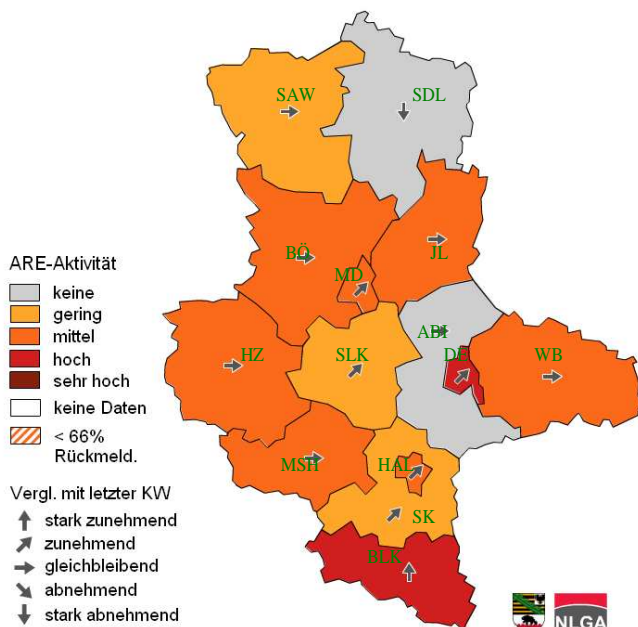 SAW
SDL
BÖ
MD
JL
ABI
DE
HZ
SLK
WB
MSH
HAL
SK
BLK
ARE-Aktivität
keine
gering
mittel
hoch
sehr hoch
keine Daten
< 66%
Rückmeld.
Vergl. mit letzter KW
stark zunehmend
zunehmend
gleichbleibend
abnehmend
stark abnehmend
NLGA